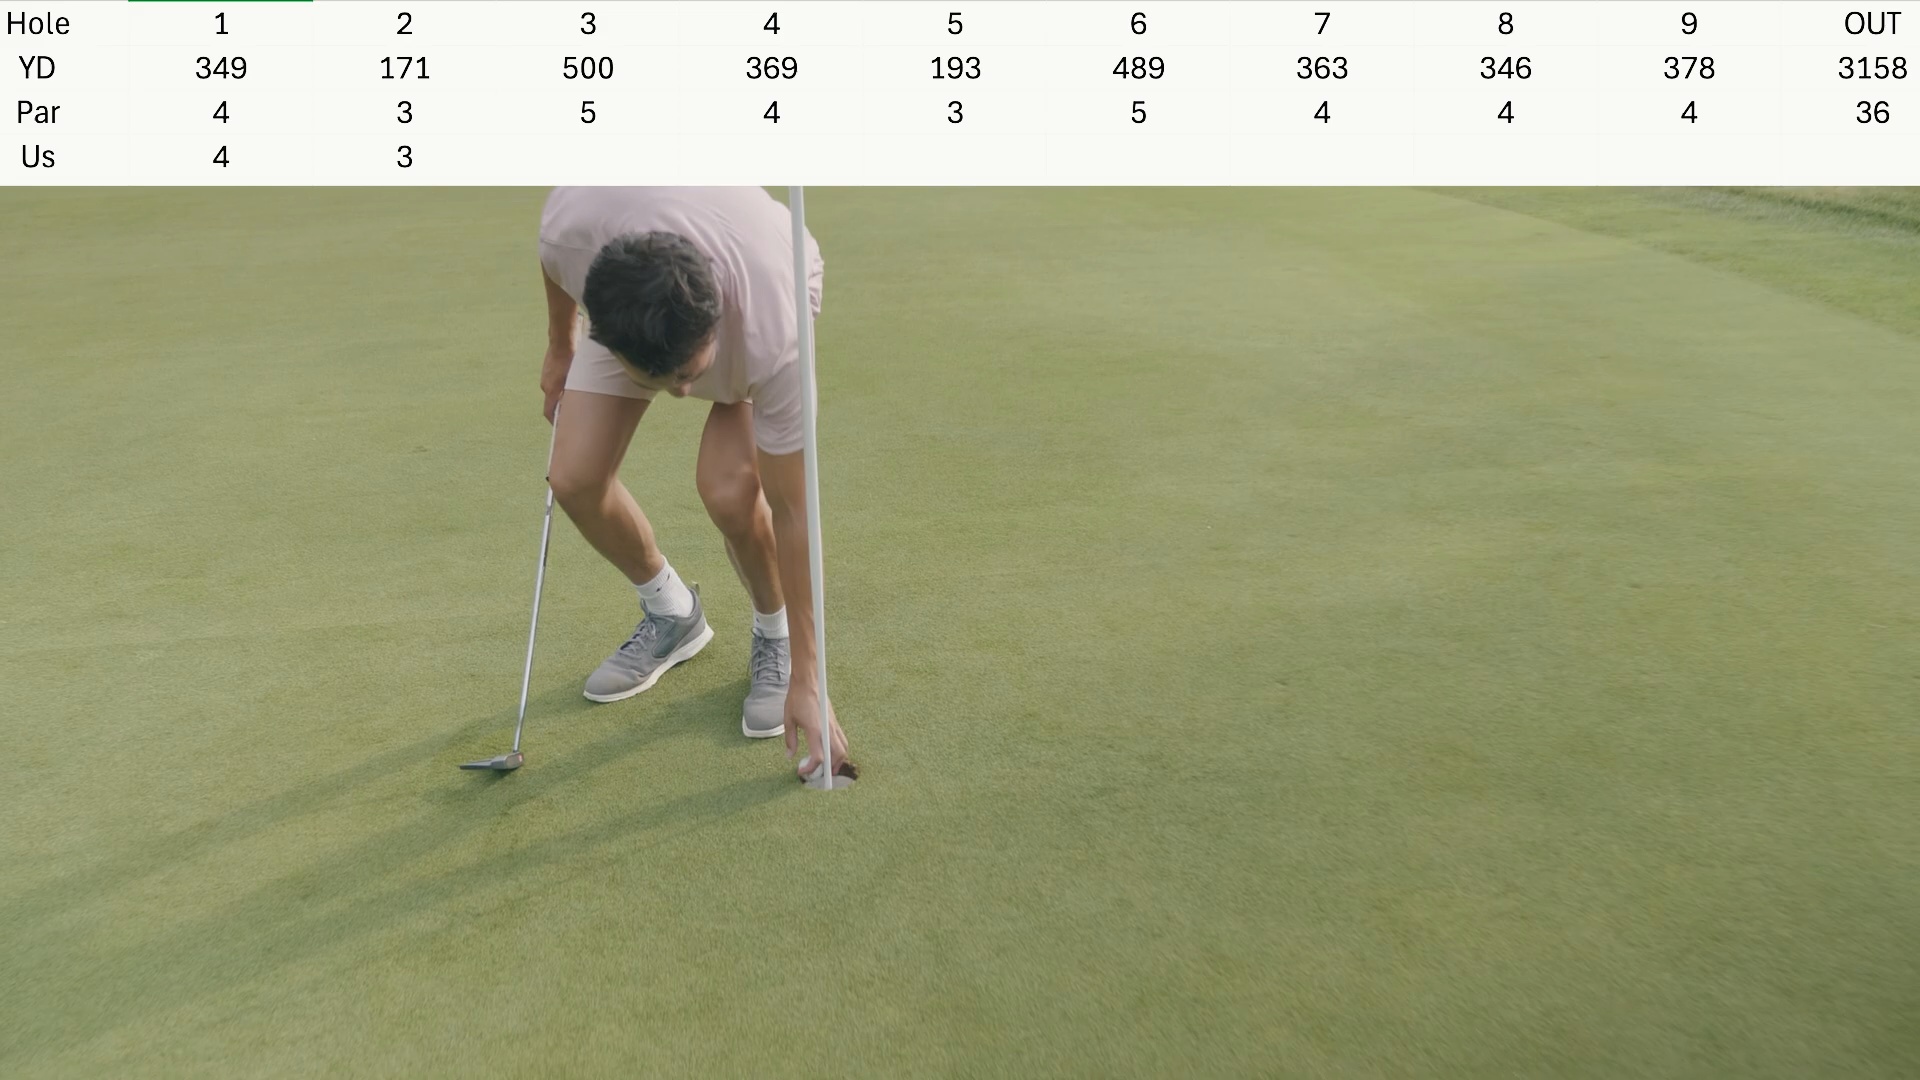 Hole 1 2 3 4 5 6 7 8 9 OUT
YD 349 171 500 369 193 489 363 346 378 3158
Par 4 3 5 4 3 5 4 4 4 36
Us 4 3